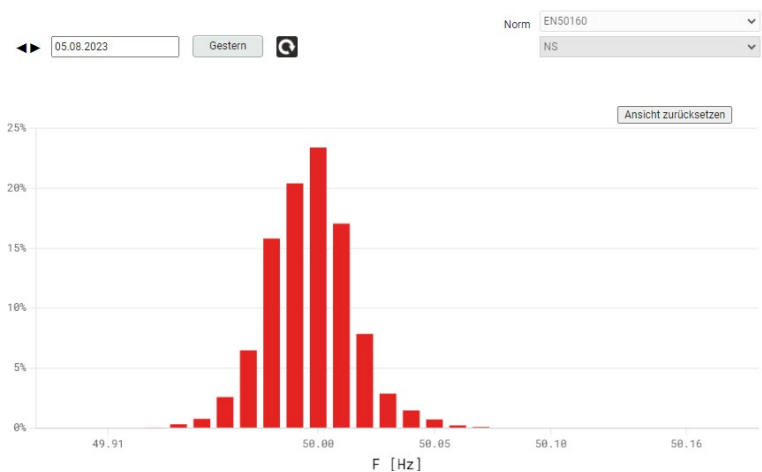 Norm EN50160
05.08.2023 Gestern NS
Ansicht zurücksetzen
25%
20%
15%
10%
5%
0%
49.91 50.00 50.05 50.10 50.16
F [Hz]